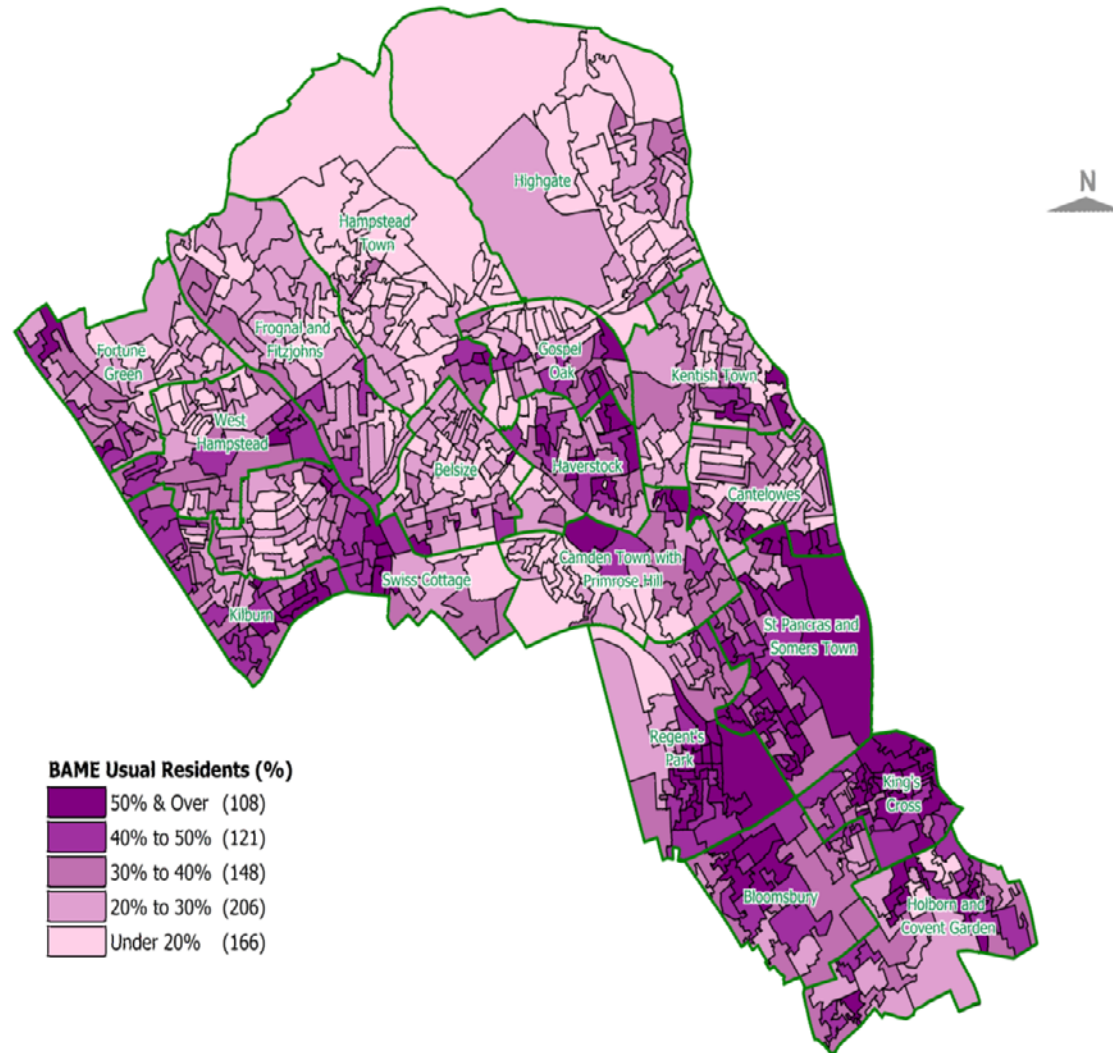 N
Highgate
Hampstead
Town
Frognal and
Fitzjohns
Fortune
Green
Gospel
Oak
Kentish Town
West
Hampstead
Belsize
Haverstock
Cantelowes
Camden Town with
Primrose Hill
Swiss Cottage
Kilburn
St Pancras and
Somers Town
Regent's
Park
King's
Cross
Bloomsbury
Holborn and
Covent Garden
BAME Usual Residents (%)
50% & Over (108)
40% to 50% (121)
30% to 40% (148)
20% to 30% (206)
Under 20% (166)